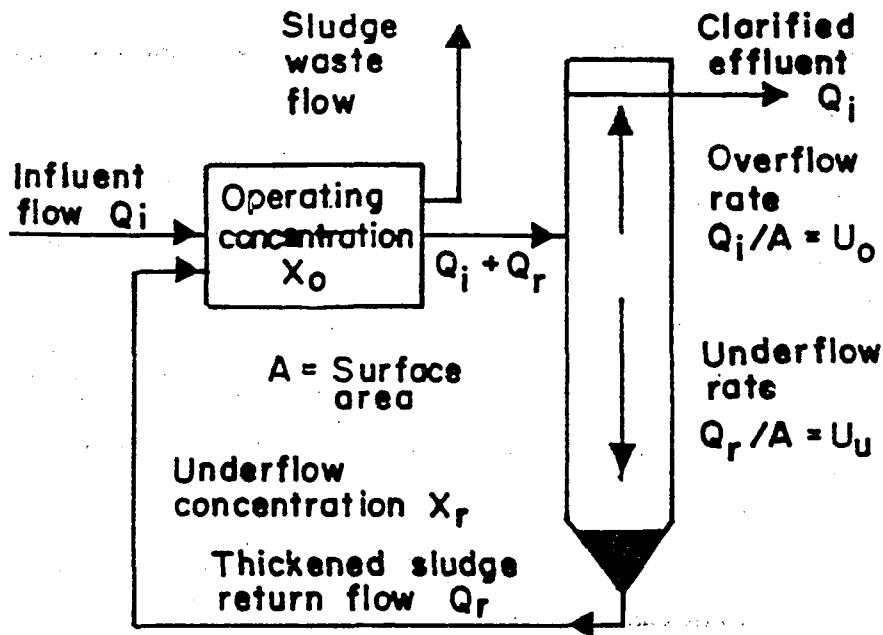 Sludge
waste
flow
Clarified
effluent
Qi
Influent
flow Qi
Operating
concentration
Xo
Qi + Qr
Overflow
rate
Qi/A = Uo
A = Surface
area
Underflow
rate
Qr/A = Uu
Underflow
concentration Xr
Thickened sludge
return flow Qr